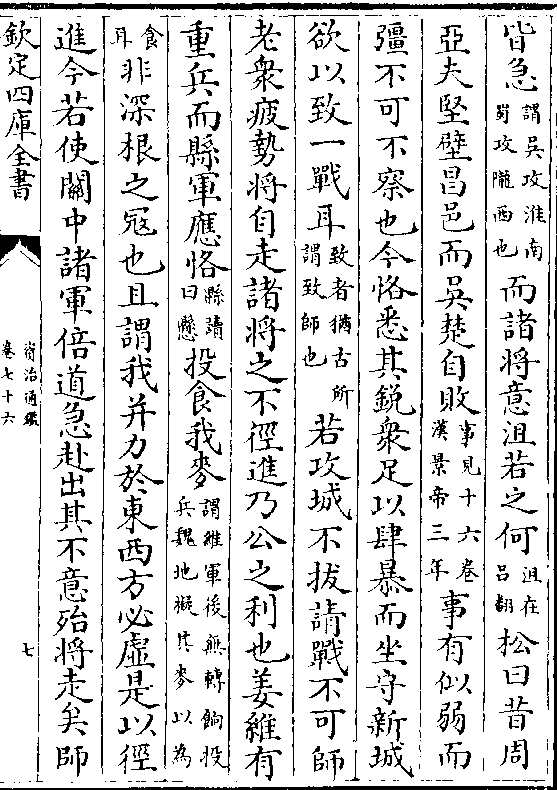 皆急謂吳攻淮南蜀攻隴西也而諸將意沮若之何沮在呂翻松曰昔周
亞夫堅壁昌邑而吳楚自敗事見十六卷漢景帝三年事有似弱而
彊不可不察也今恪悉其鋭衆足以肆暴而坐守新城
欲以致一戰耳致者猶古所謂致師也若攻城不拔請戰不可師
老衆疲勢將自走諸將之不徑進乃公之利也姜維有
重兵而縣軍應恪縣讀曰懸投食我麥謂維軍後無轉餉投兵魏地擬其麥以為
食耳非深根之寇也且謂我并力於東西方必虛是以徑
進今若使關中諸軍倍道急赴出其不意殆將走矣師
欽定四庫全書
資治通鑑
卷七十六
七